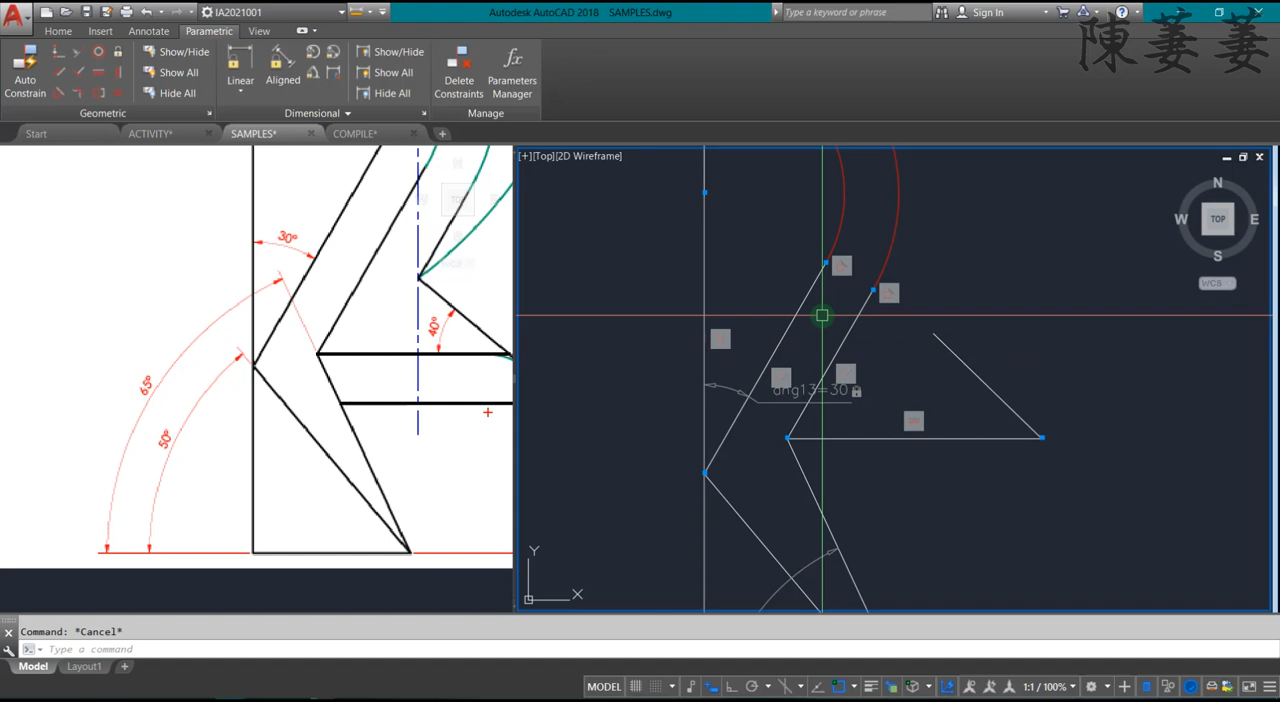 IA2021001
Autodesk AutoCAD 2018 SAMPLES.dwg
Type a keyword or phrase
Sign In
陳菱菱
Home Insert Annotate Parametric View
Auto
Constrain
Show/Hide
Show All
Hide All
Geometric
Linear
Aligned
Show/Hide
Show All
Hide All
Dimensional
Delete
Constraints
Parameters
Manager
Manage
Start ACTIVITY* SAMPLES* COMPILE*
30°
65°
50°
40°
[+][Top][2D Wireframe]
N
W TOP E
S
WCS
ang13=30
Y
X
Command: *Cancel*
Type a command
Model Layout1
MODEL
1:1 / 100%